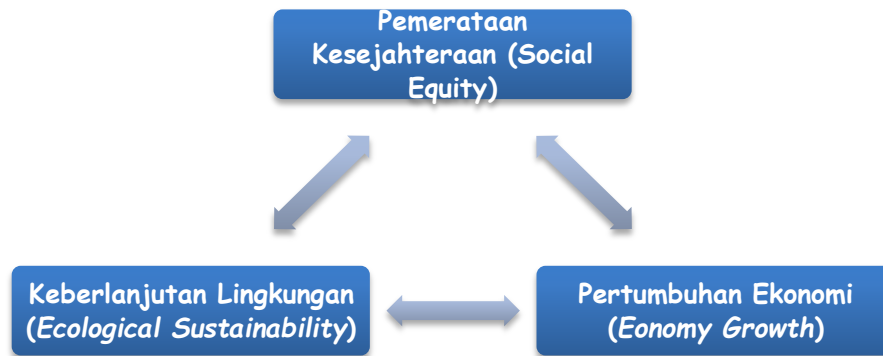 Pemerataan
Kesejahteraan (Social
Equity)
Keberlanjutan Lingkungan
(Ecological Sustainability)
Pertumbuhan Ekonomi
(Eonomy Growth)